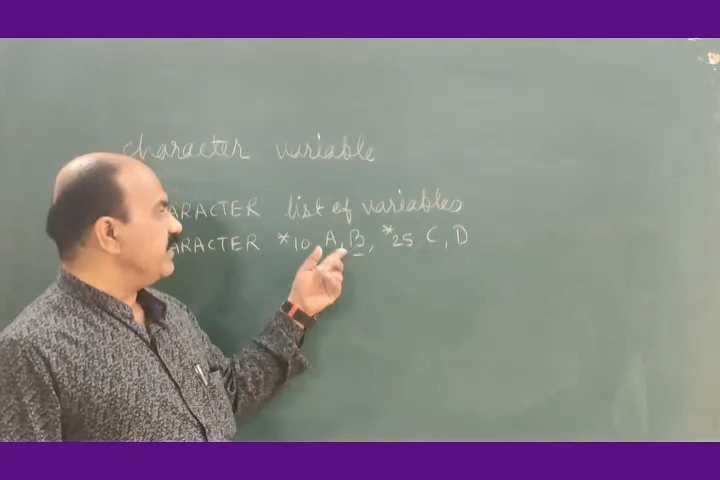 character variable
ARACTER list of variables
ARACTER *10 A, B, *25 C, D